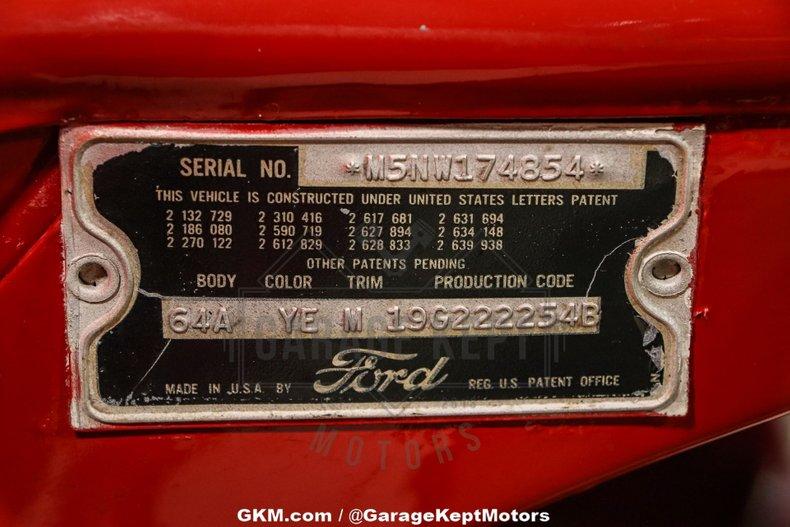 SERIAL NO. *M5NW174854*
THIS VEHICLE IS CONSTRUCTED UNDER UNITED STATES LETTERS PATENT
2 132 729 2 310 416 2 617 681 2 631 694
2 186 080 2 590 719 2 627 894 2 634 148
2 270 122 2 612 829 2 628 833 2 639 938
OTHER PATENTS PENDING
BODY COLOR TRIM PRODUCTION CODE
64A YE M 19G222254B
GARAGE KEPT
MADE IN U.S.A. BY Ford REG. U.S. PATENT OFFICE
MOTORS
GKM.com / @GarageKeptMotors